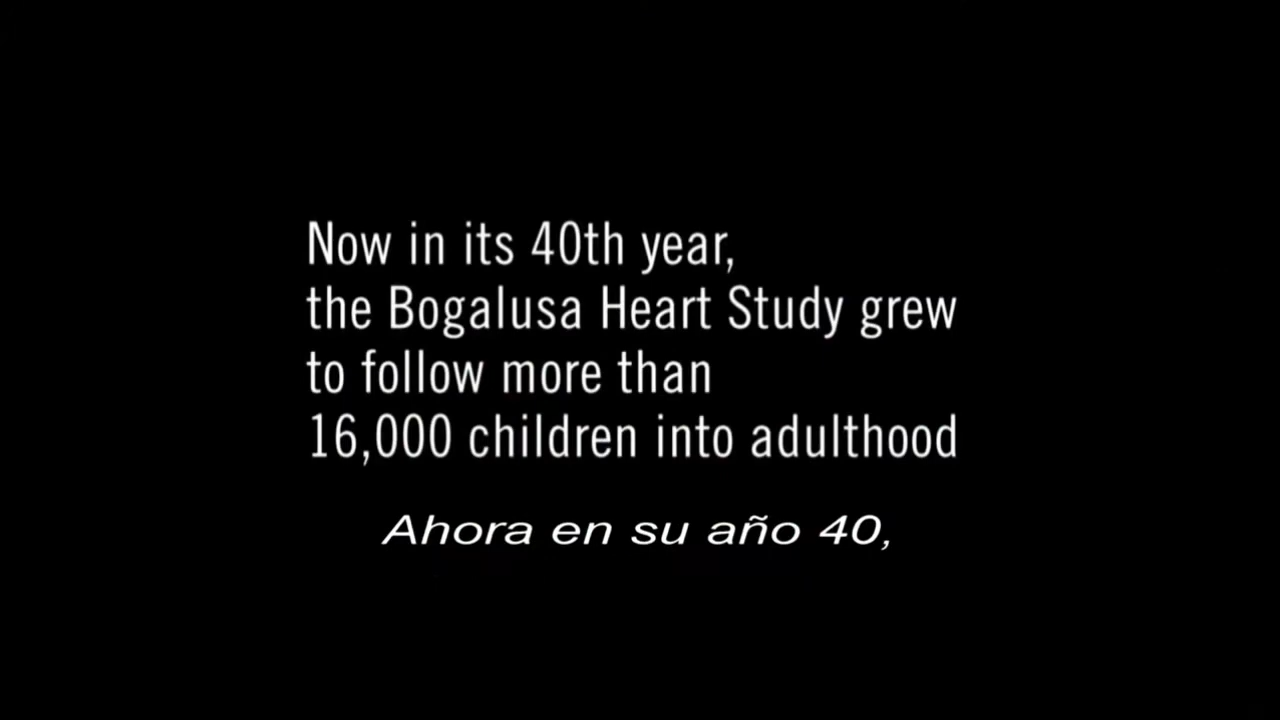 Now in its 40th year,
the Bogalusa Heart Study grew
to follow more than
16,000 children into adulthood
Ahora en su año 40,